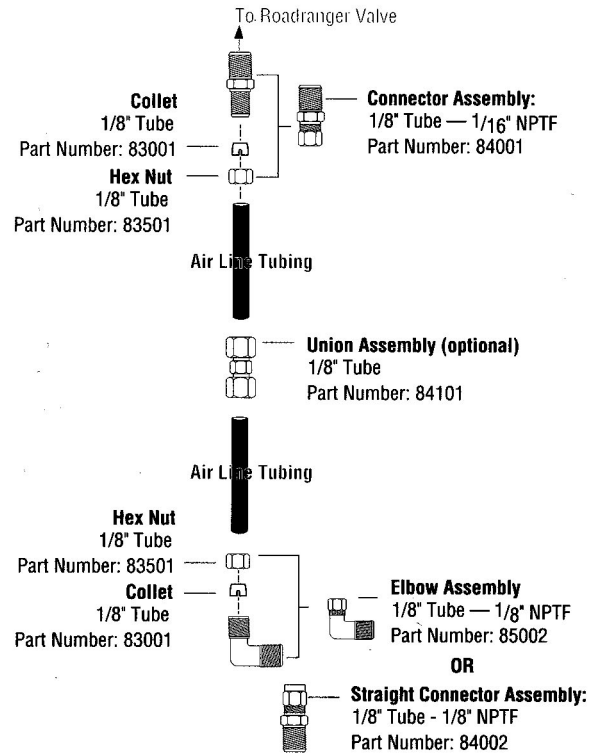 To Roadranger Valve
Collet
1/8" Tube
Part Number: 83001
Hex Nut
1/8" Tube
Part Number: 83501
Connector Assembly:
1/8" Tube — 1/16" NPTF
Part Number: 84001
Air Line Tubing
Union Assembly (optional)
1/8" Tube
Part Number: 84101
Air Line Tubing
Hex Nut
1/8" Tube
Part Number: 83501
Collet
1/8" Tube
Part Number: 83001
Elbow Assembly
1/8" Tube — 1/8" NPTF
Part Number: 85002
OR
Straight Connector Assembly:
1/8" Tube - 1/8" NPTF
Part Number: 84002